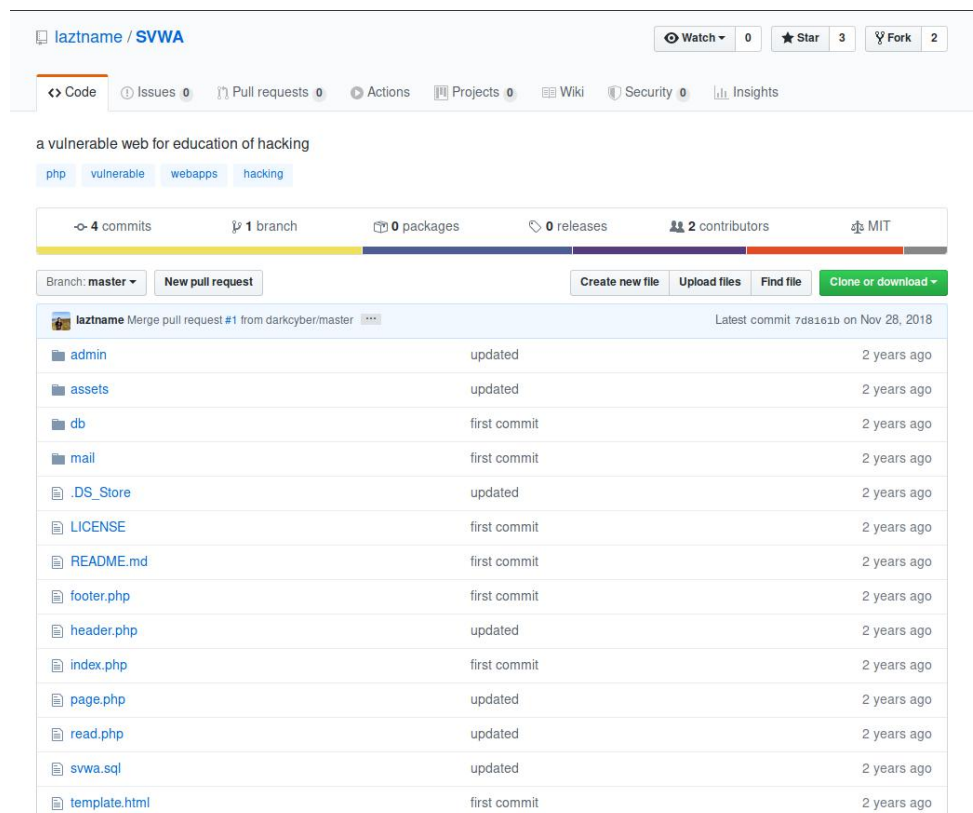 laztname / SVWA
Watch 0 Star 3 Fork 2
Code Issues 0 Pull requests 0 Actions Projects 0 Wiki Security 0 Insights
a vulnerable web for education of hacking
php vulnerable webapps hacking
4 commits 1 branch 0 packages 0 releases 2 contributors MIT
Branch: master New pull request Create new file Upload files Find file Clone or download
laztname Merge pull request #1 from darkcyber/master ... Latest commit 7d8161b on Nov 28, 2018
admin updated 2 years ago
assets updated 2 years ago
db first commit 2 years ago
mail first commit 2 years ago
.DS_Store updated 2 years ago
LICENSE first commit 2 years ago
README.md first commit 2 years ago
footer.php first commit 2 years ago
header.php updated 2 years ago
index.php first commit 2 years ago
page.php updated 2 years ago
read.php updated 2 years ago
svwa.sql updated 2 years ago
template.html first commit 2 years ago